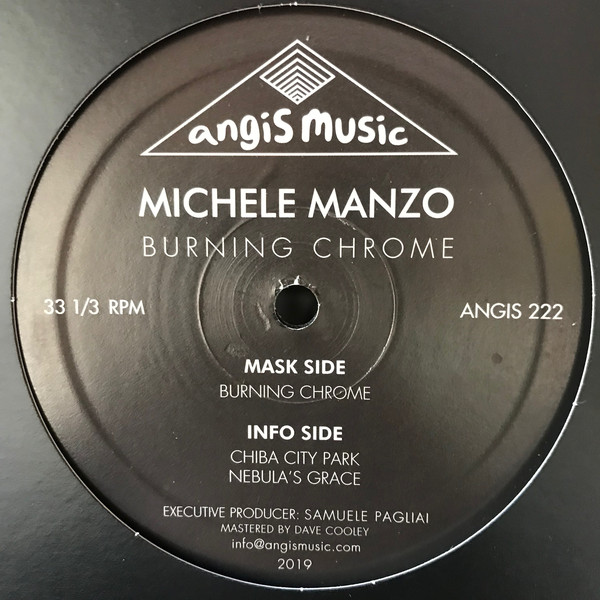 angis Music
MICHELE MANZO
BURNING CHROME
33 1/3 RPM
ANGIS 222
MASK SIDE
BURNING CHROME
INFO SIDE
CHIBA CITY PARK
NEBULA'S GRACE
EXECUTIVE PRODUCER: SAMUELE PAGLIAI
MASTERED BY DAVE COOLEY
info@angismusic.com
2019